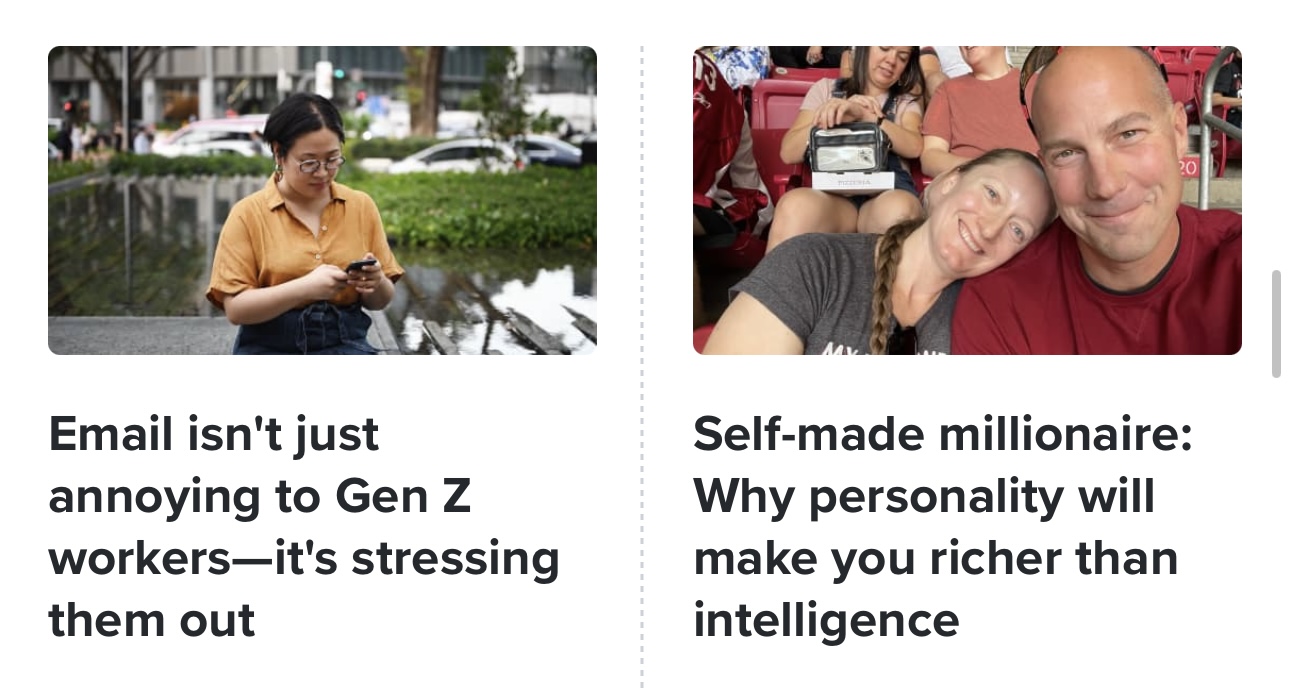 Email isn't just
annoying to Gen Z
workers—it's stressing
them out
20
Self-made millionaire:
Why personality will
make you richer than
intelligence